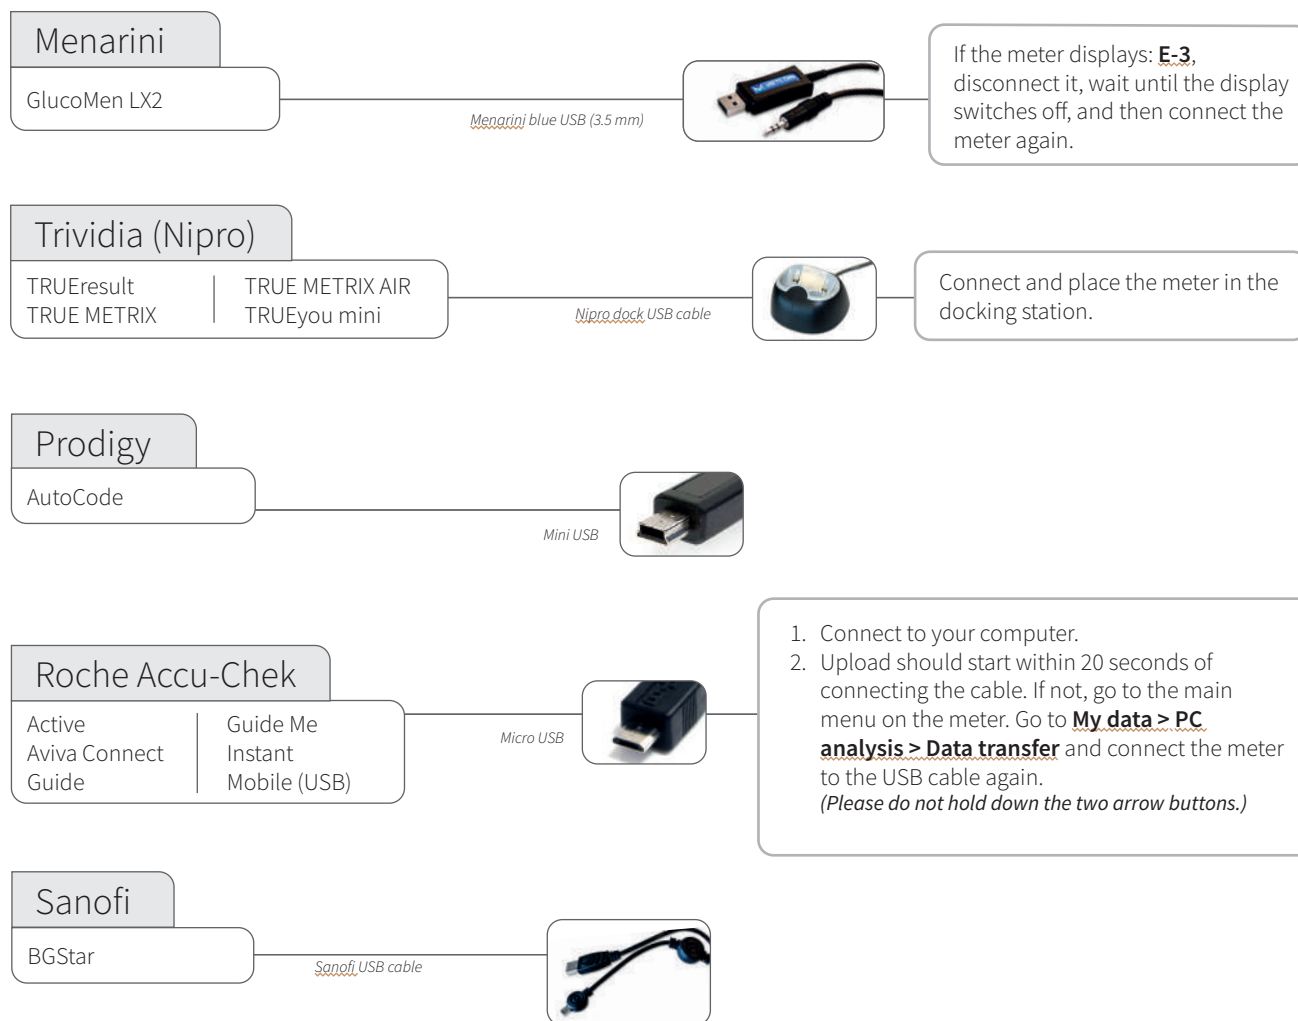 Menarini
GlucoMen LX2
Menarini blue USB (3.5 mm)
If the meter displays: E-3,
disconnect it, wait until the display
switches off, and then connect the
meter again.
Trividia (Nipro)
TRUEresult
TRUE METRIX
TRUE METRIX AIR
TRUEyou mini
Nipro dock USB cable
Connect and place the meter in the
docking station.
Prodigy
AutoCode
Mini USB
Roche Accu-Chek
Active
Aviva Connect
Guide
Guide Me
Instant
Mobile (USB)
Micro USB
1. Connect to your computer.
2. Upload should start within 20 seconds of
connecting the cable. If not, go to the main
menu on the meter. Go to My data > PC
analysis > Data transfer and connect the meter
to the USB cable again.
(Please do not hold down the two arrow buttons.)
Sanofi
BGStar
Sanofi USB cable